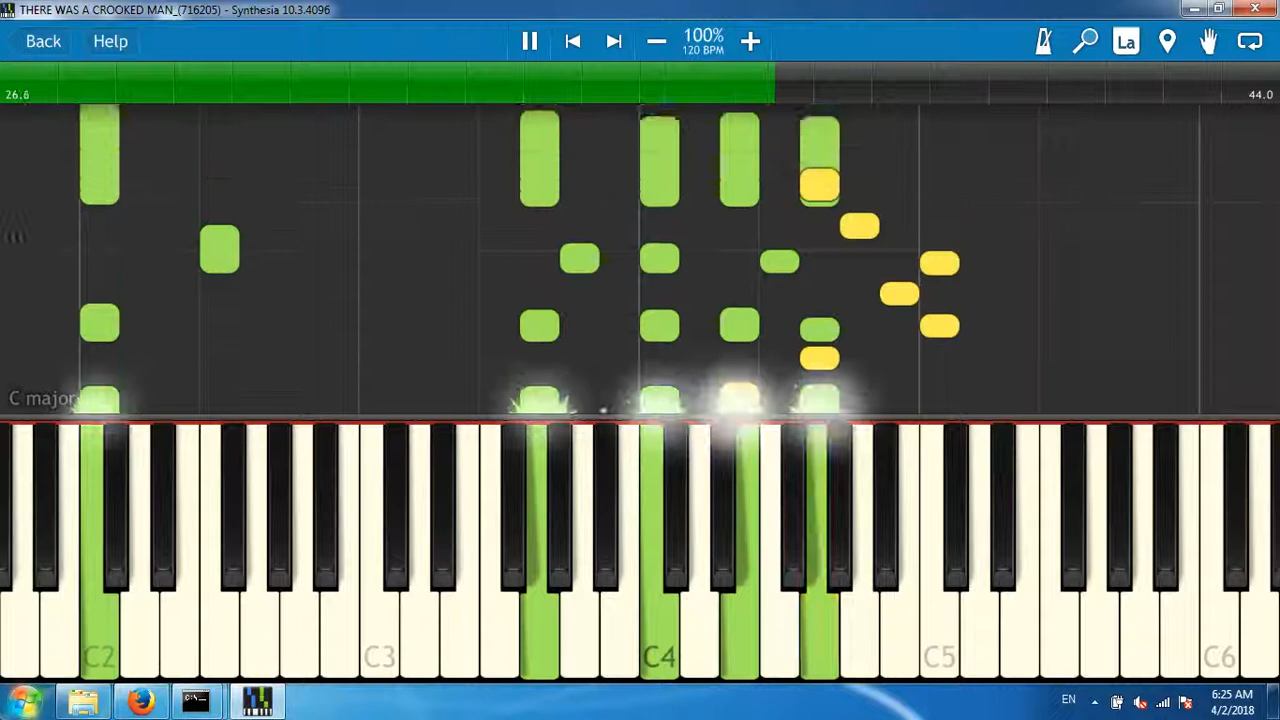 THERE WAS A CROOKED MAN_(716205) - Synthesia 10.3.4096
Back Help 100% La
120 BPM
26.8 44.0
C major
C2 C3 C4 C5 C6
EN 6:25 AM
4/2/2018